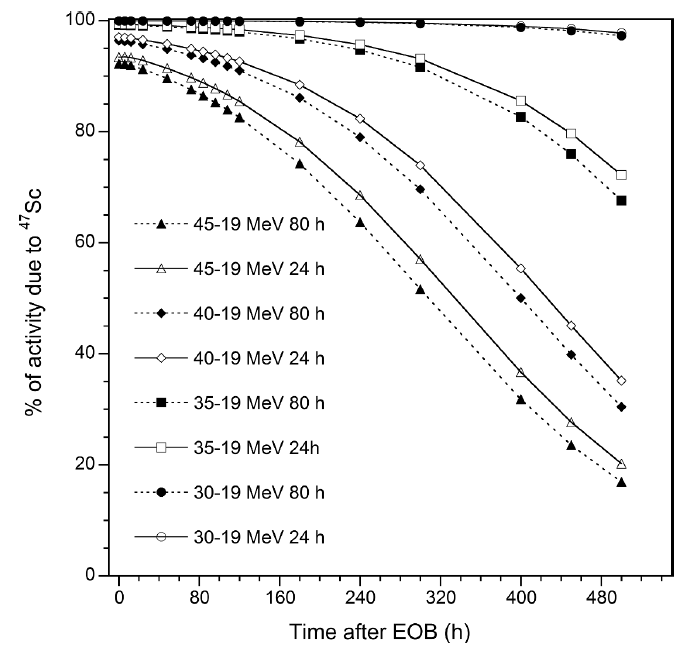 100
80
60
40
20
0
% of activity due to ⁴⁷Sc
45-19 MeV 80 h
45-19 MeV 24 h
40-19 MeV 80 h
40-19 MeV 24 h
35-19 MeV 80 h
35-19 MeV 24h
30-19 MeV 80 h
30-19 MeV 24 h
0 80 160 240 320 400 480
Time after EOB (h)